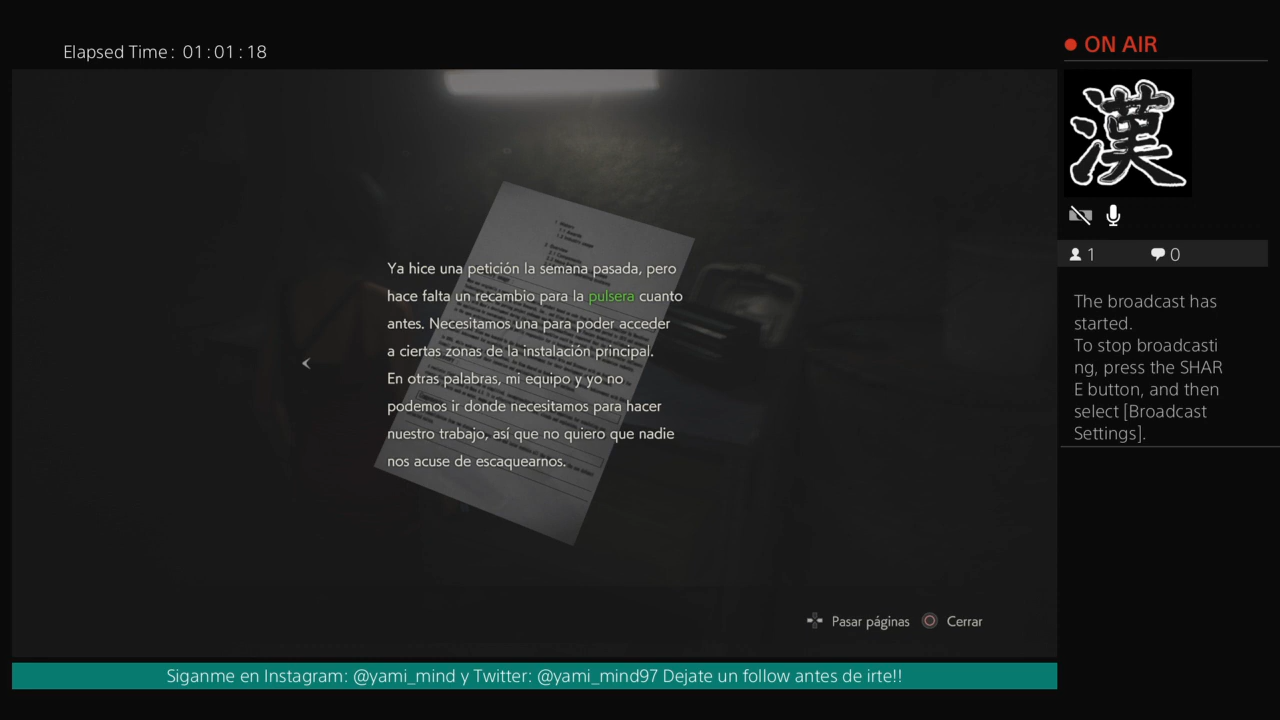 Elapsed Time: 01:01:18
ON AIR
漢
1
0
The broadcast has
started.
To stop broadcasti
ng, press the SHAR
E button, and then
select [Broadcast
Settings].
Ya hice una petición la semana pasada, pero
hace falta un recambio para la pulsera cuanto
antes. Necesitamos una para poder acceder
a ciertas zonas de la instalación principal.
En otras palabras, mi equipo y yo no
podemos ir donde necesitamos para hacer
nuestro trabajo, así que no quiero que nadie
nos acuse de escaquearnos.
Pasar páginas
Cerrar
Siganme en Instagram: @yami_mind y Twitter: @yami_mind97 Dejate un follow antes de irte!!